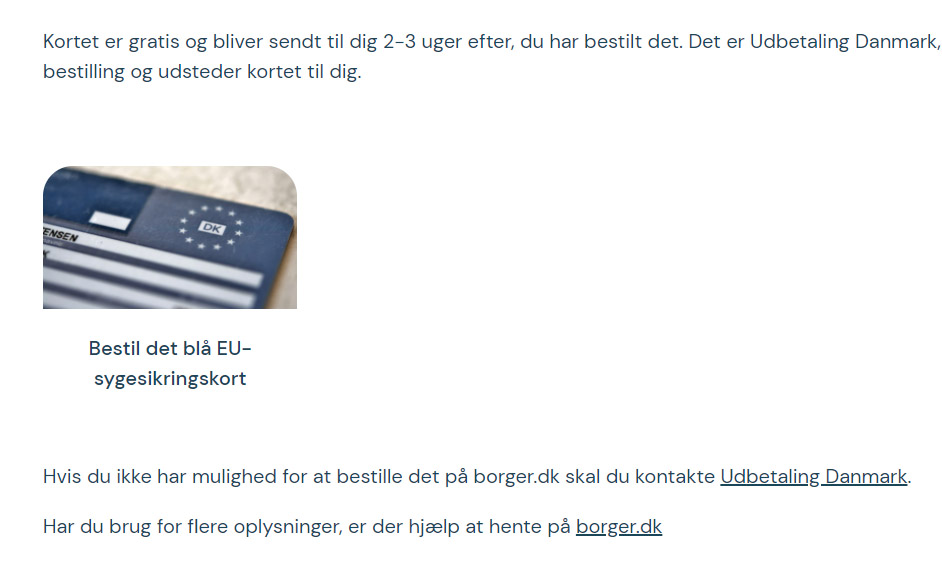 Kortet er gratis og bliver sendt til dig 2-3 uger efter, du har bestilt det. Det er Udbetaling Danmark,
bestilling og udsteder kortet til dig.
DK
ENSEN
K
Bestil det blå EU-
sygesikringskort
Hvis du ikke har mulighed for at bestille det på borger.dk skal du kontakte Udbetaling Danmark.
Har du brug for flere oplysninger, er der hjælp at hente på borger.dk